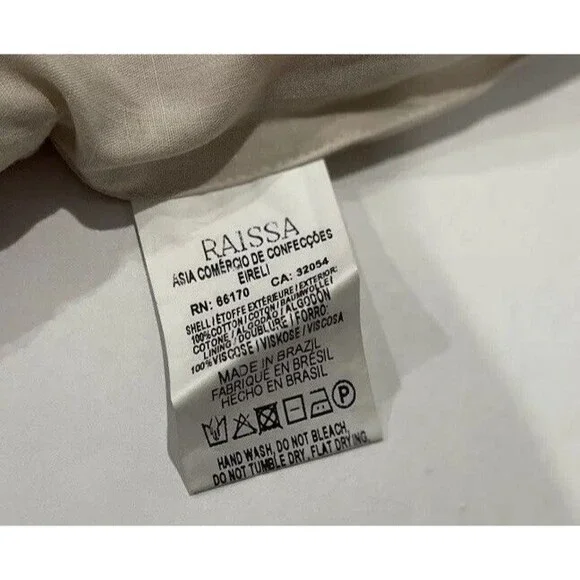 RAISSA
ASIA COMÉRCIO DE CONFECÇÕES
EIRELI
RN: 66170 CA: 32054
SHELL/ÉTOFFE EXTÉRIEURE/EXTERIOR:
100%COTTON/COTON/BAUMWOLLE/
COTONE/ALGODÃO/ALGODÓN
LINING/DOUBLURE/FORRO:
100%VISCOSE/VISKOSE/VISCOSA
MADE IN BRAZIL
FABRIQUÉ EN BRÉSIL
HECHO EN BRASIL
P
HAND WASH, DO NOT BLEACH,
DO NOT TUMBLE DRY, FLAT DRYING